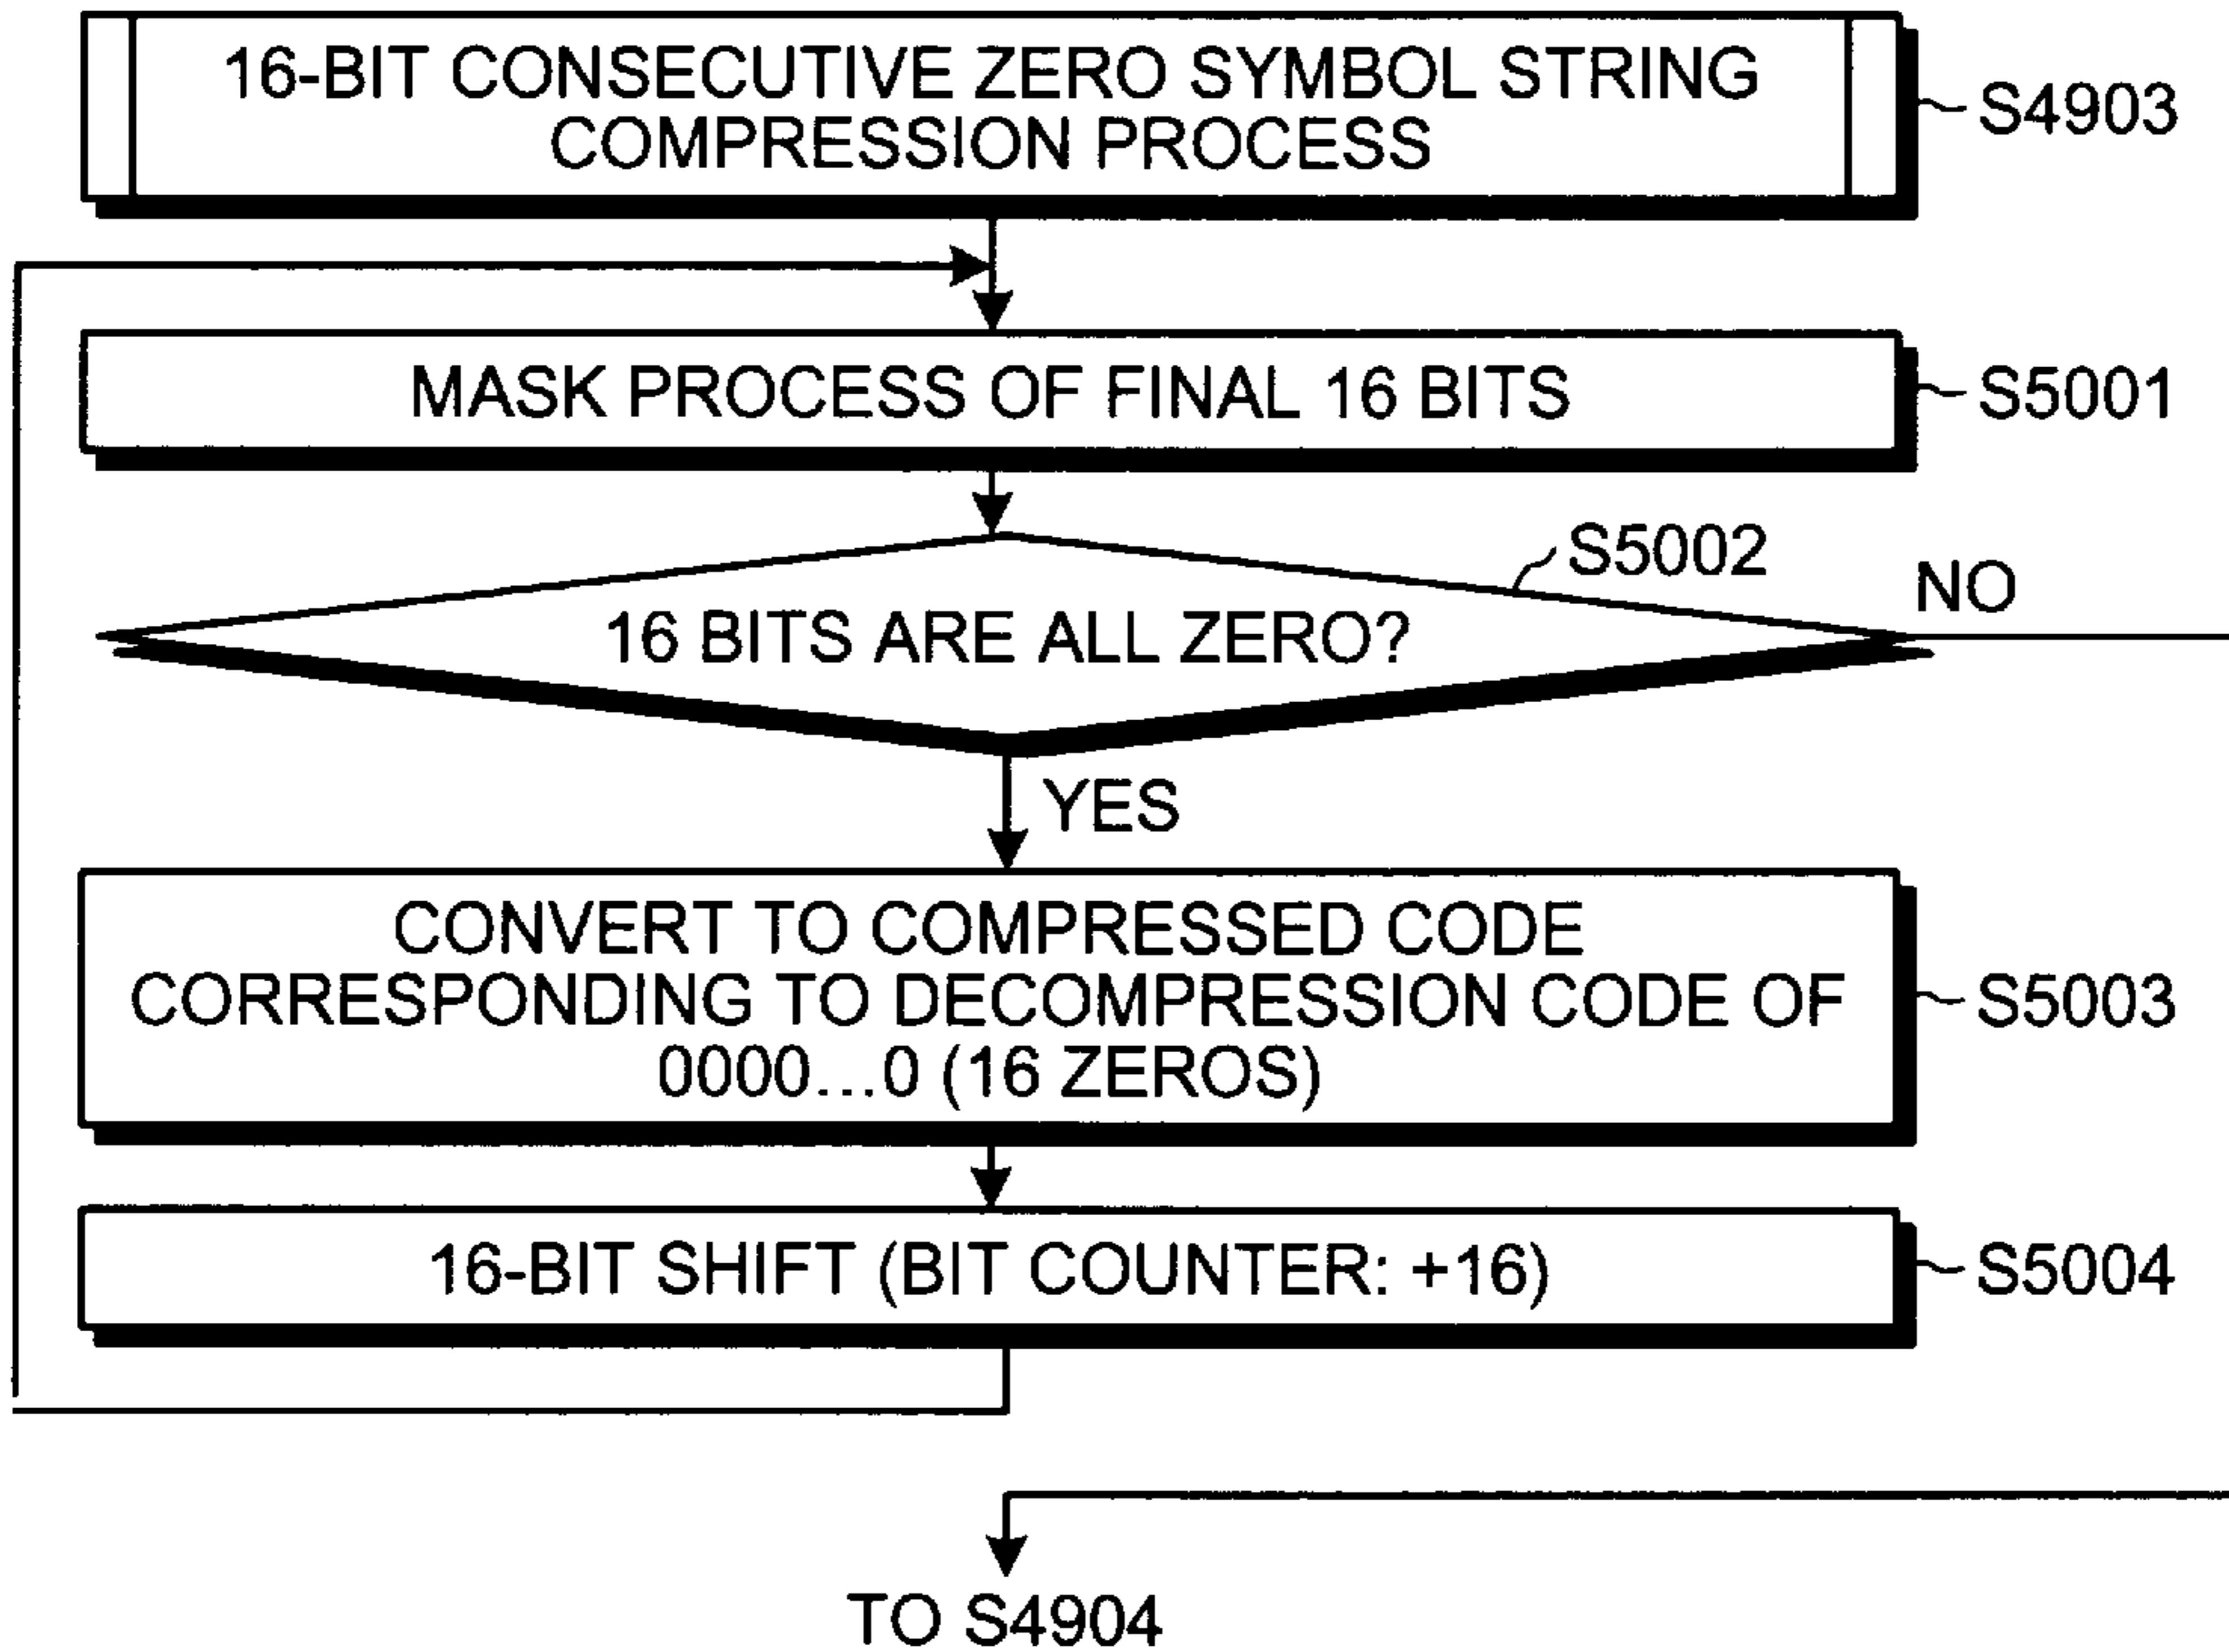 16-BIT CONSECUTIVE ZERO SYMBOL STRING
COMPRESSION PROCESS
S4903
MASK PROCESS OF FINAL 16 BITS
S5001
S5002
NO
16 BITS ARE ALL ZERO?
YES
CONVERT TO COMPRESSED CODE
CORRESPONDING TO DECOMPRESSION CODE OF
0000...0 (16 ZEROS)
S5003
16-BIT SHIFT (BIT COUNTER: +16)
S5004
TO S4904